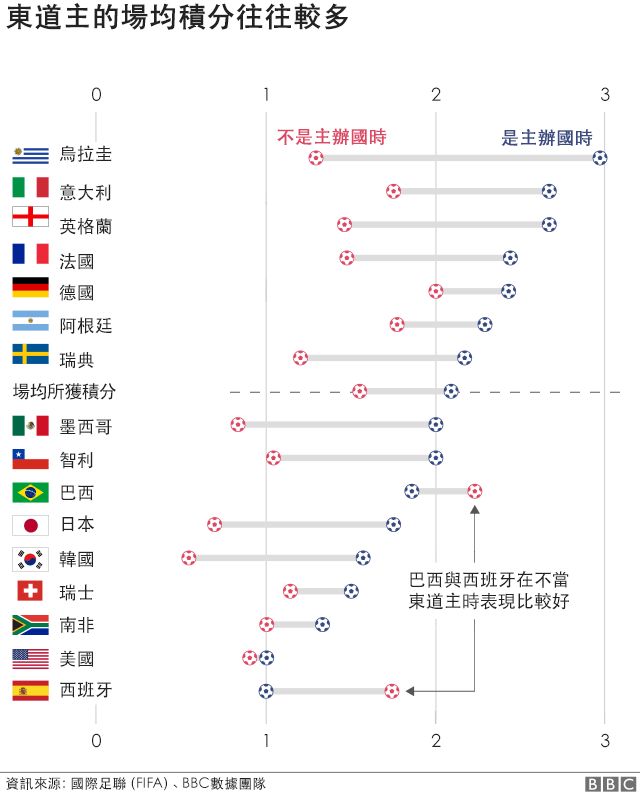 東道主的場均積分往往較多
0 1 2 3
不是主辦國時 是主辦國時
烏拉圭
意大利
英格蘭
法國
德國
阿根廷
瑞典
場均所獲積分
墨西哥
智利
巴西
日本
韓國
瑞士
南非
美國
西班牙
巴西與西班牙在不當
東道主時表現比較好
0 1 2 3
資訊來源: 國際足聯 (FIFA) 、BBC數據團隊
BBC